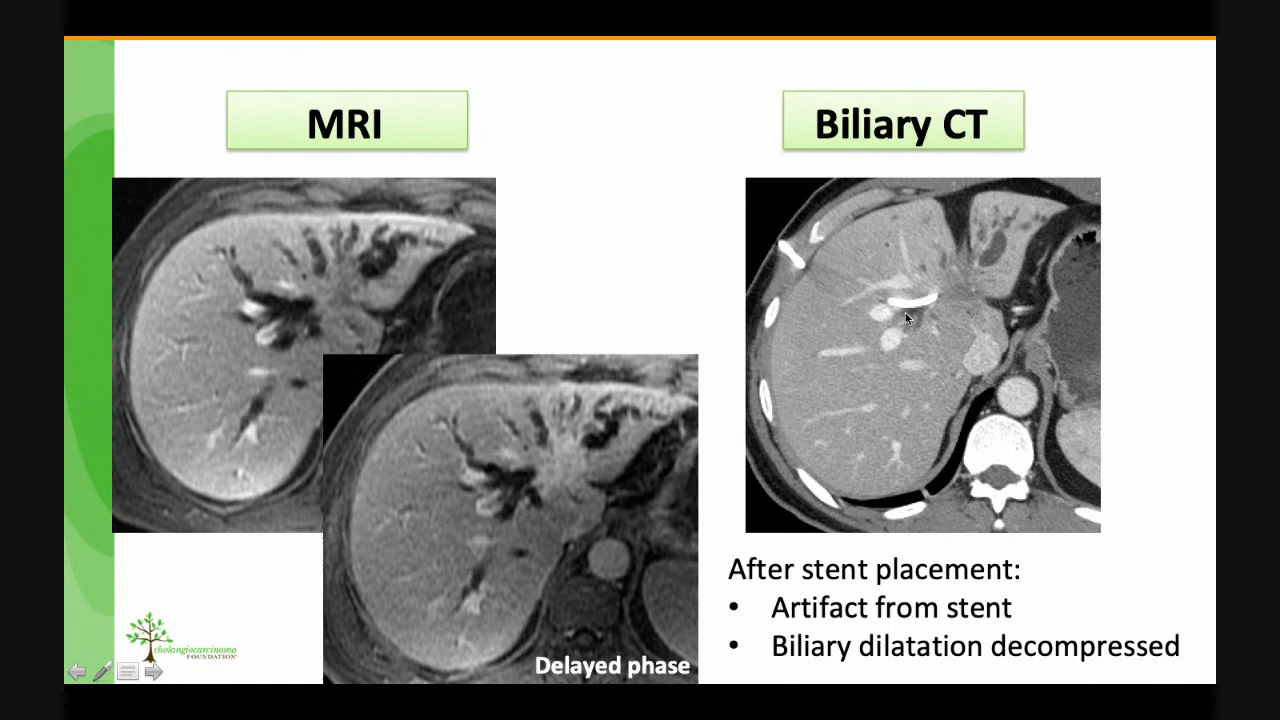 MRI
Biliary CT
After stent placement:
• Artifact from stent
• Biliary dilatation decompressed
Delayed phase
cholangiocarcinoma
FOUNDATION